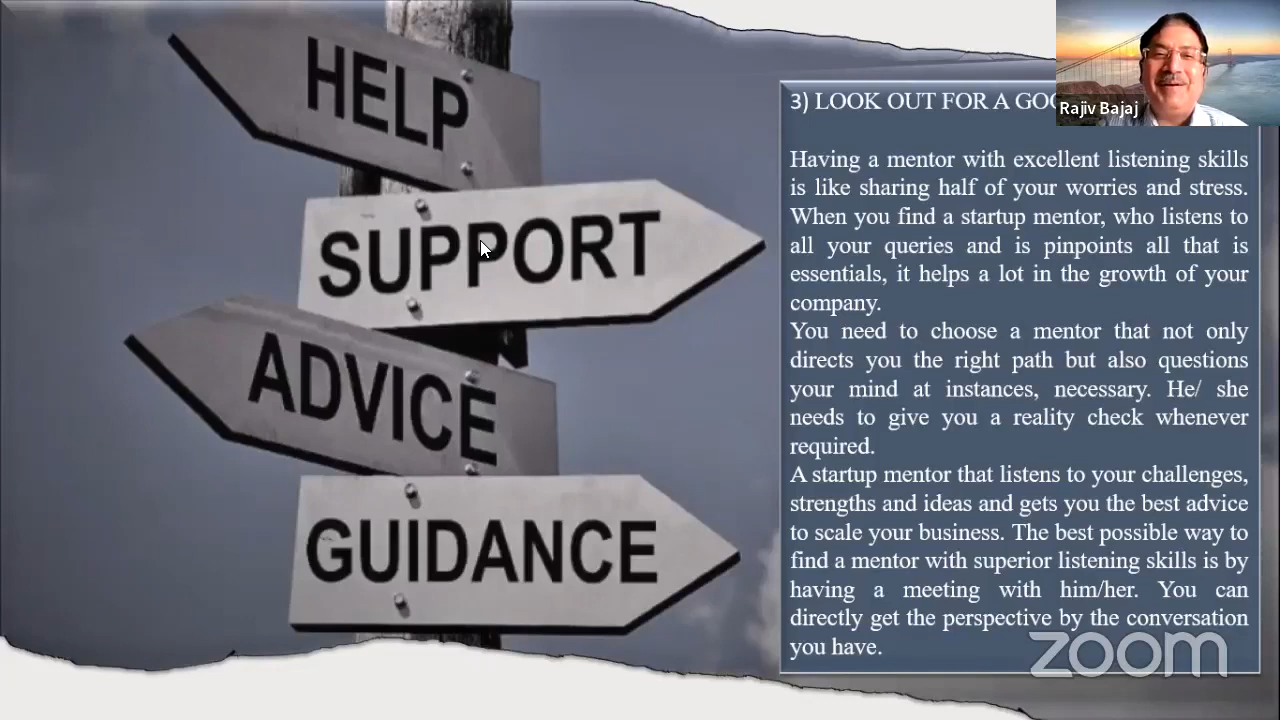 HELP
SUPPORT
ADVICE
GUIDANCE
3) LOOK OUT FOR A
Rajiv Bajaj
Having a mentor with excellent listening skills
is like sharing half of your worries and stress.
When you find a startup mentor, who listens to
all your queries and is pinpoints all that is
essentials, it helps a lot in the growth of your
company.
You need to choose a mentor that not only
directs you the right path but also questions
your mind at instances, necessary. He/ she
needs to give you a reality check whenever
required.
A startup mentor that listens to your challenges,
strengths and ideas and gets you the best advice
to scale your business. The best possible way to
find a mentor with superior listening skills is by
having a meeting with him/her. You can
directly get the perspective by the conversation
you have.
zoom